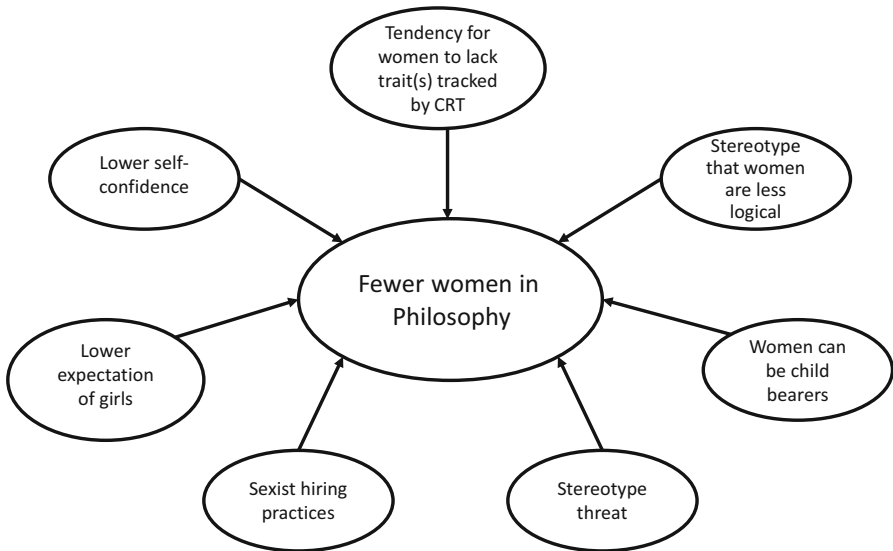 Tendency for
women to lack
trait(s) tracked
by CRT
Lower self-
confidence
Stereotype
that women
are less
logical
Fewer women in
Philosophy
Lower
expectation
of girls
Women can
be child
bearers
Sexist hiring
practices
Stereotype
threat